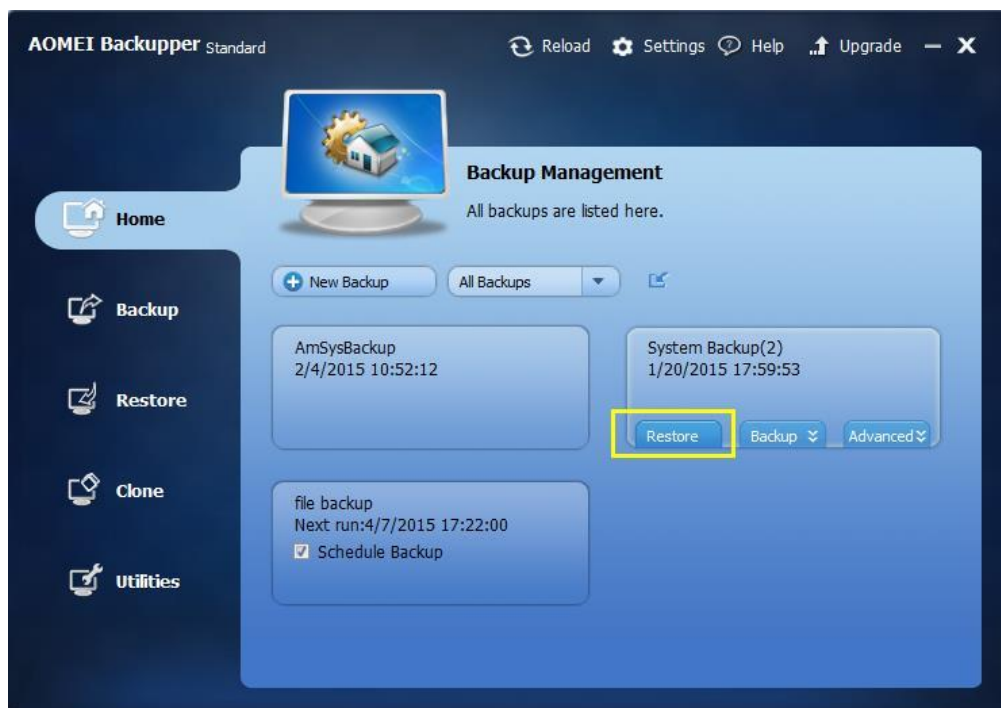 AOMEI Backupper Standard
Reload Settings Help Upgrade
Backup Management
All backups are listed here.
Home
New Backup All Backups
Backup
AmSysBackup
2/4/2015 10:52:12
System Backup(2)
1/20/2015 17:59:53
Restore
Restore Backup Advanced
Clone
file backup
Next run:4/7/2015 17:22:00
Schedule Backup
Utilities